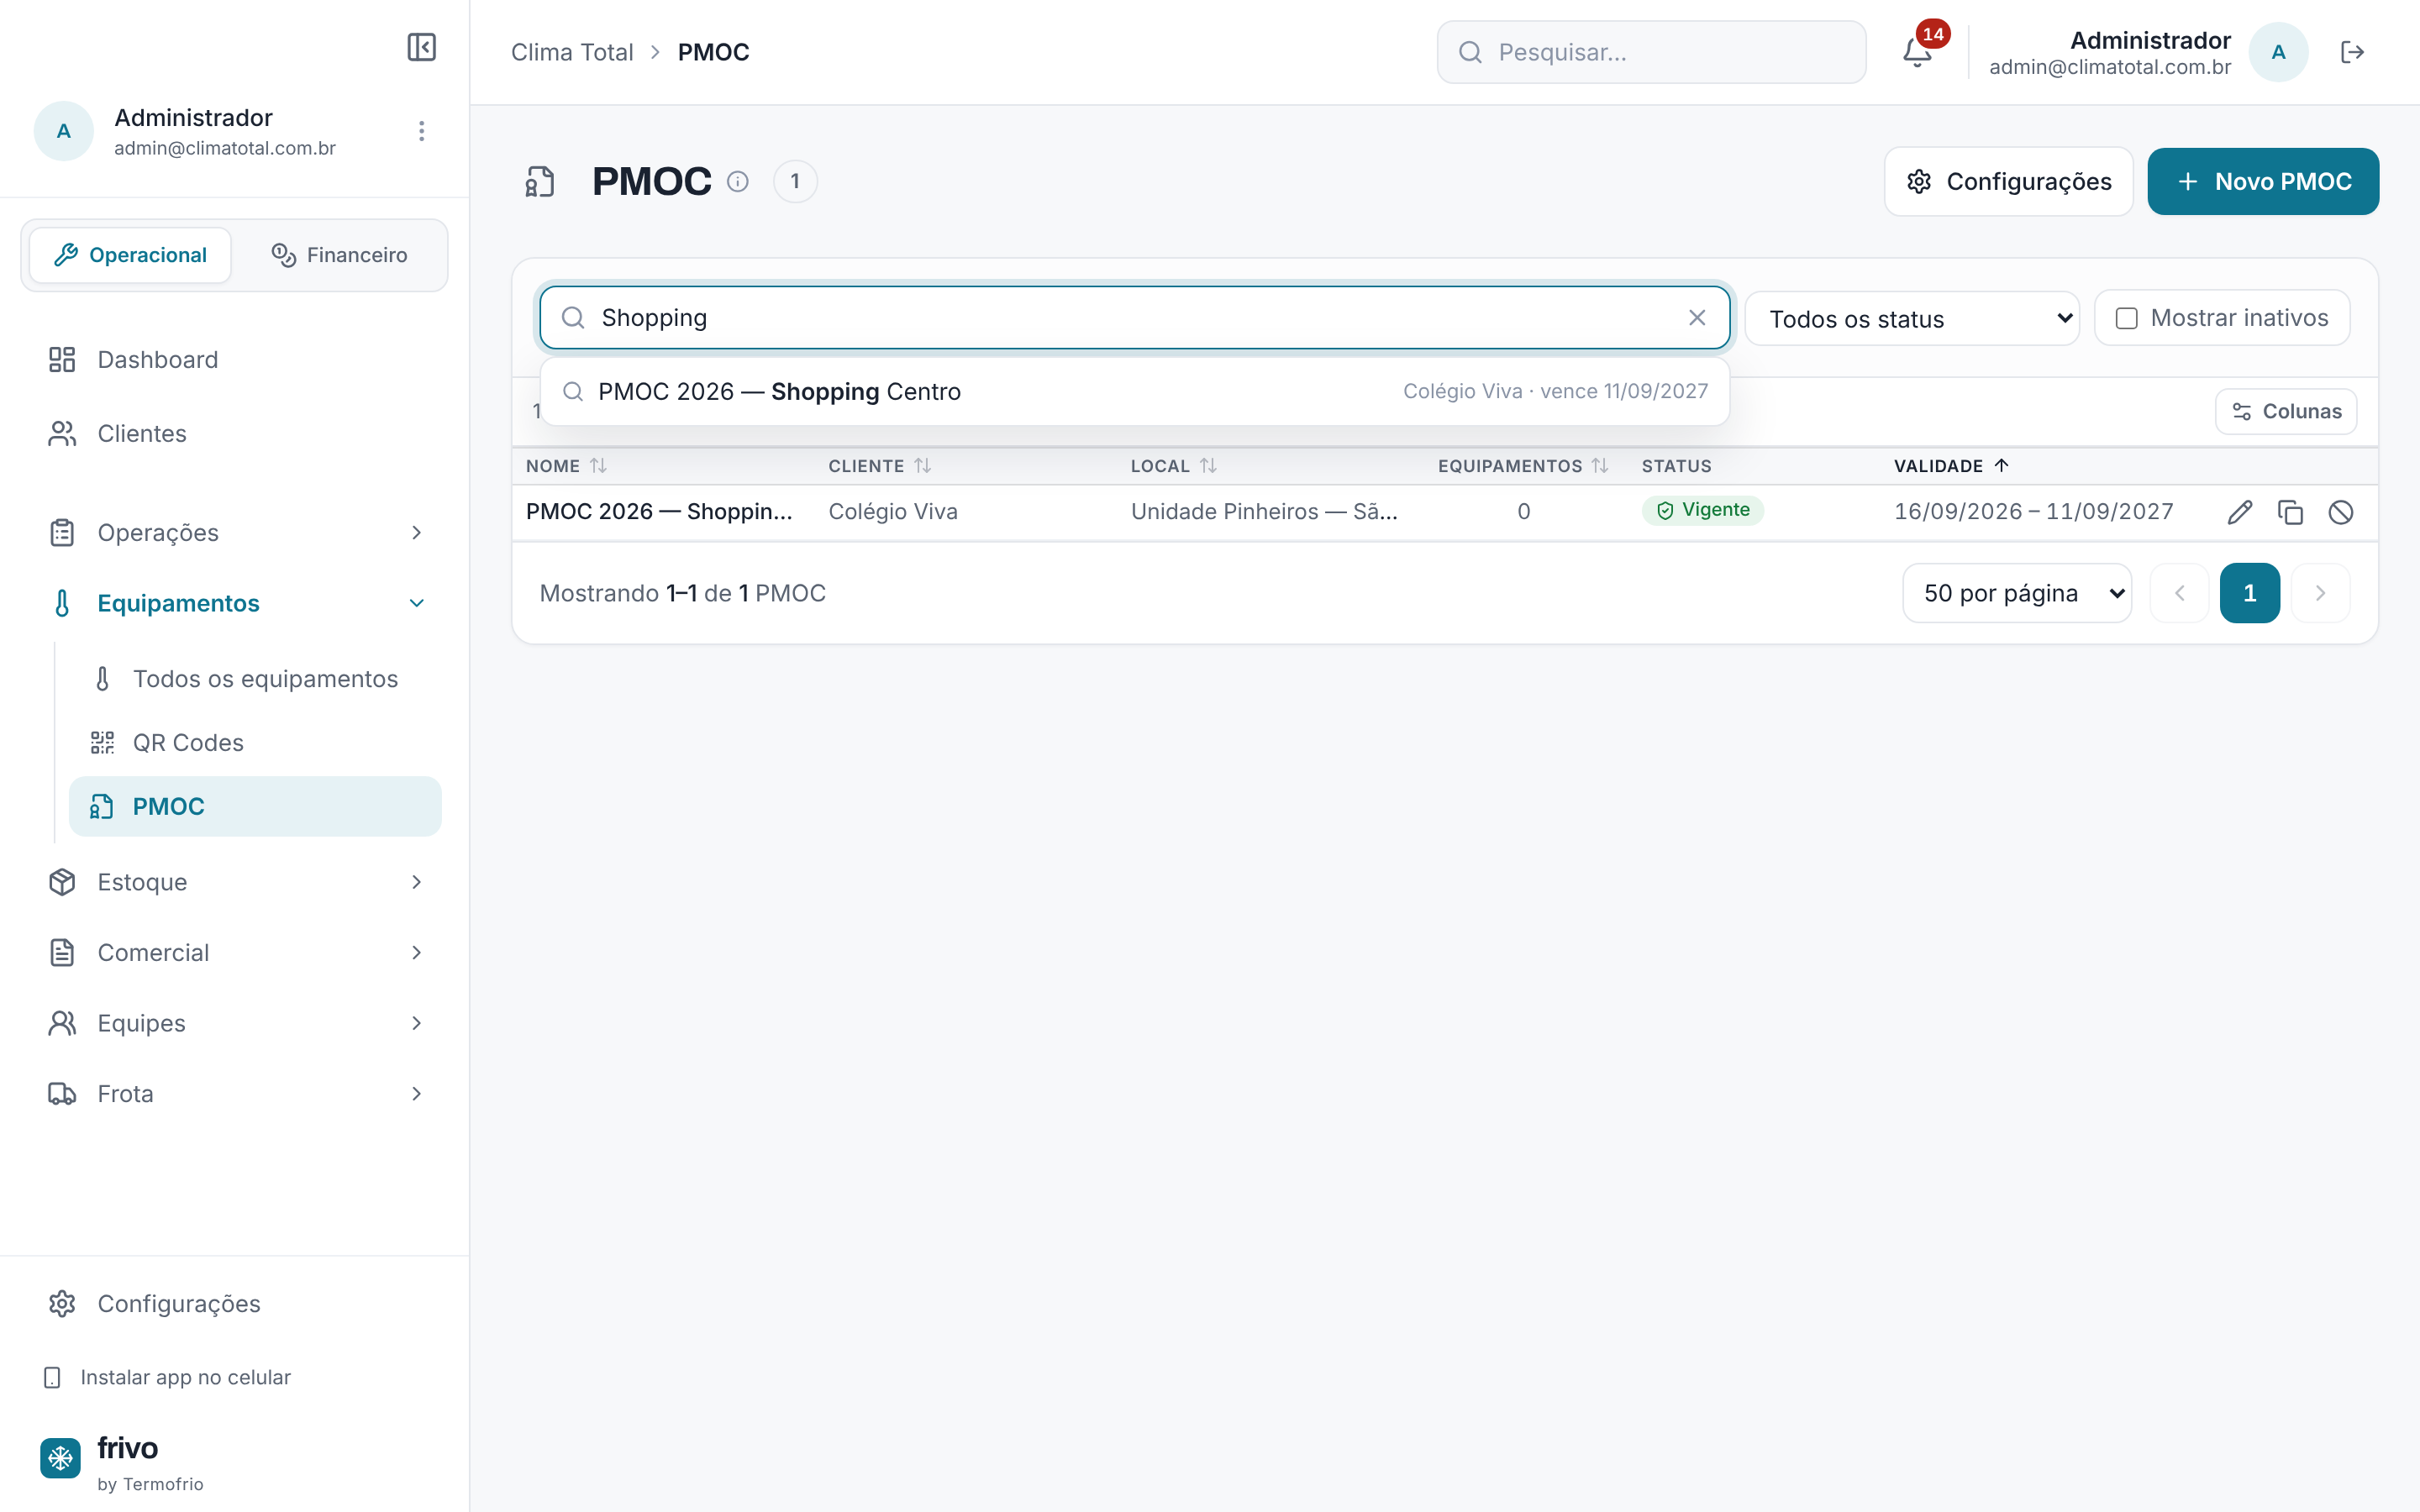 Administrador
admin@climatotal.com.br
A
Operacional
Financeiro
Dashboard
Clientes
Operações
Equipamentos
Todos os equipamentos
QR Codes
PMOC
Estoque
Comercial
Equipes
Frota
Configurações
Instalar app no celular
frivo
by Termofrio
Clima Total > PMOC
Pesquisar...
14
Administrador
admin@climatotal.com.br
A
PMOC 1
Configurações
+ Novo PMOC
Shopping
Todos os status
Mostrar inativos
PMOC 2026 — Shopping Centro Colégio Viva · vence 11/09/2027
1
Colunas
NOME CLIENTE LOCAL EQUIPAMENTOS STATUS VALIDADE
PMOC 2026 — Shoppin... Colégio Viva Unidade Pinheiros — Sã... 0 Vigente 16/09/2026 – 11/09/2027
Mostrando 1–1 de 1 PMOC
50 por página
1